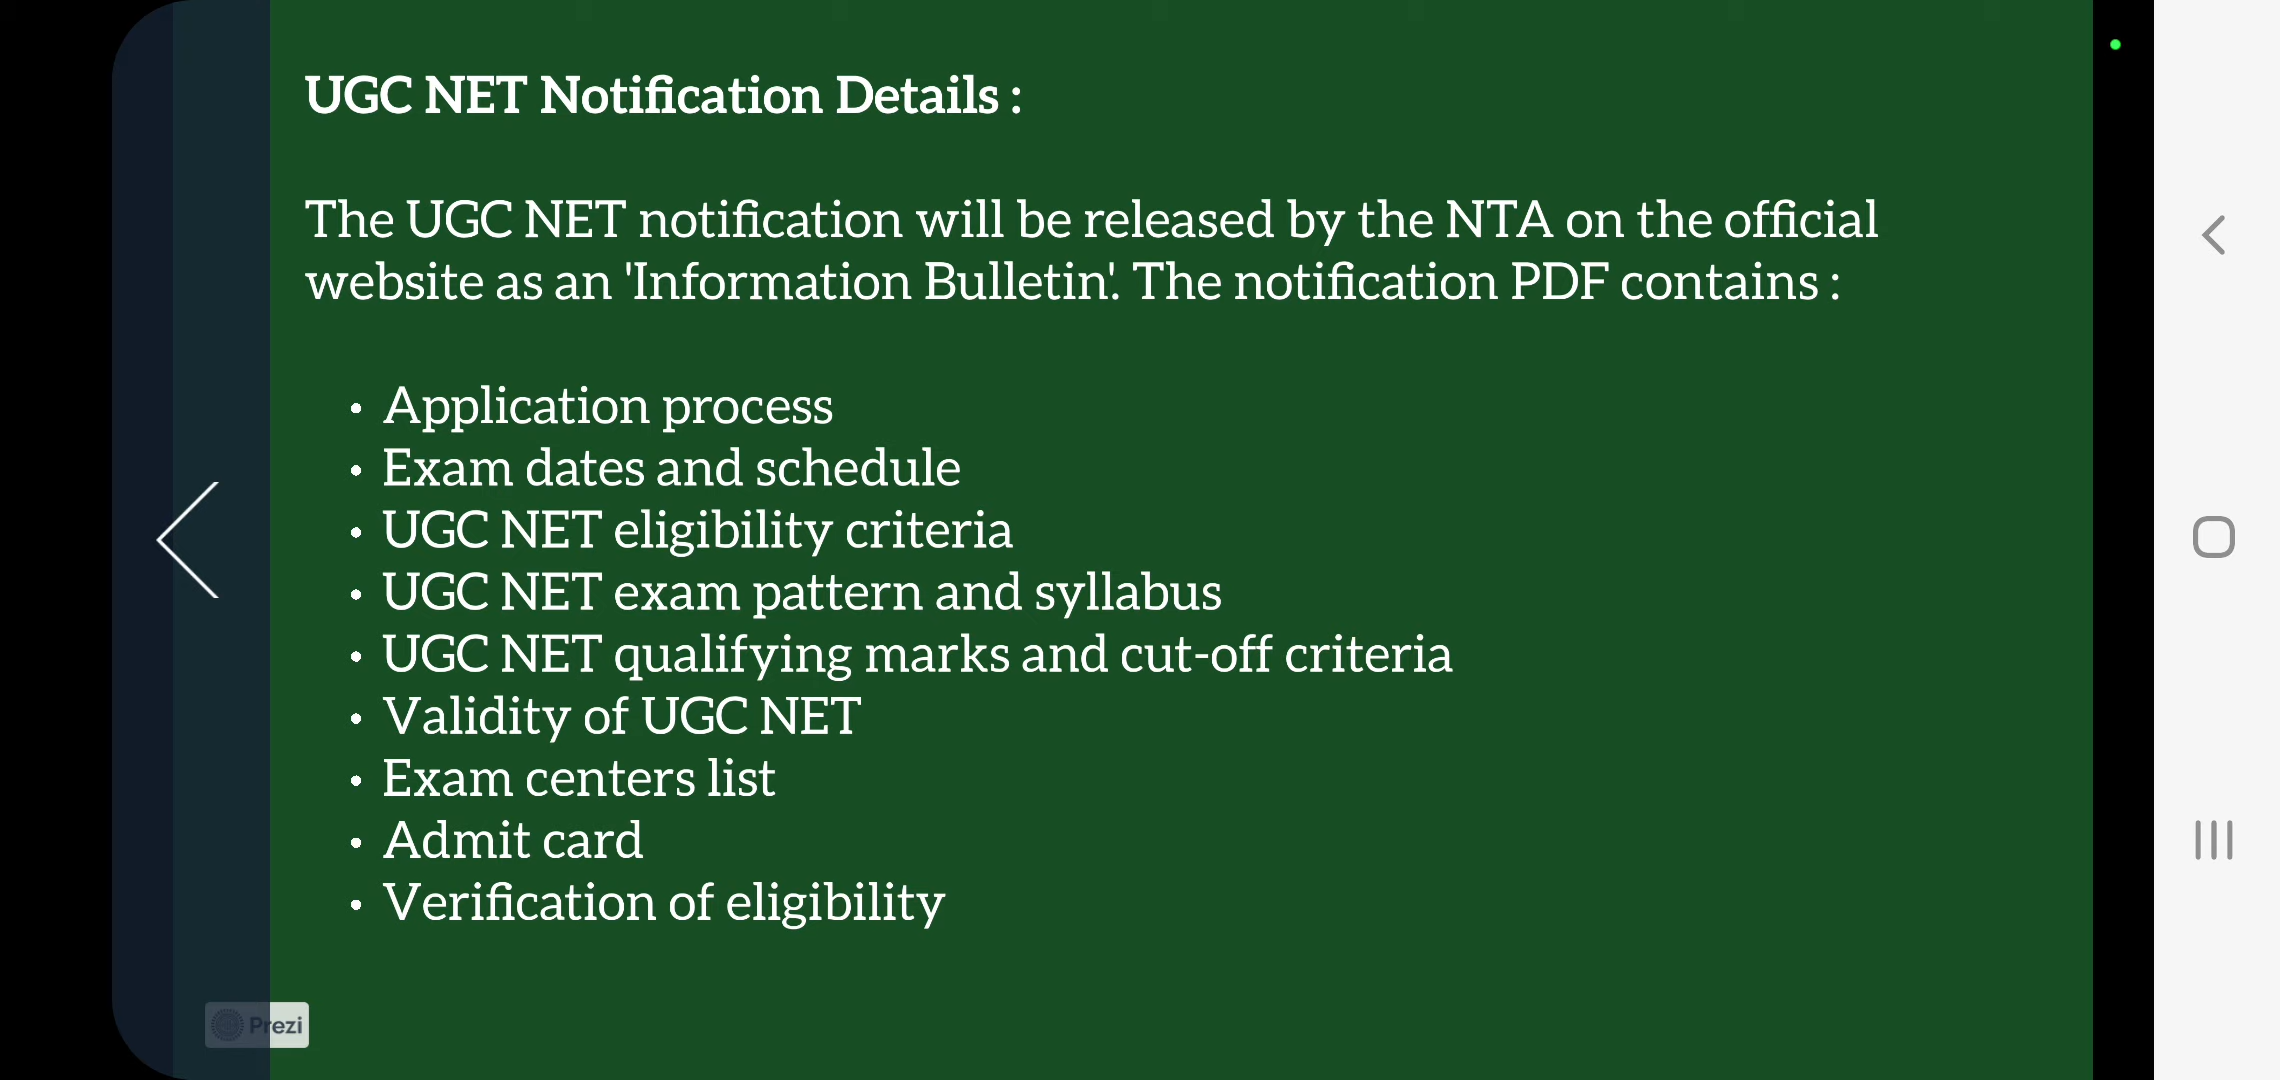 UGC NET Notification Details :
The UGC NET notification will be released by the NTA on the official
website as an 'Information Bulletin'. The notification PDF contains :
• Application process
• Exam dates and schedule
• UGC NET eligibility criteria
• UGC NET exam pattern and syllabus
• UGC NET qualifying marks and cut-off criteria
• Validity of UGC NET
• Exam centers list
• Admit card
• Verification of eligibility
Prezi